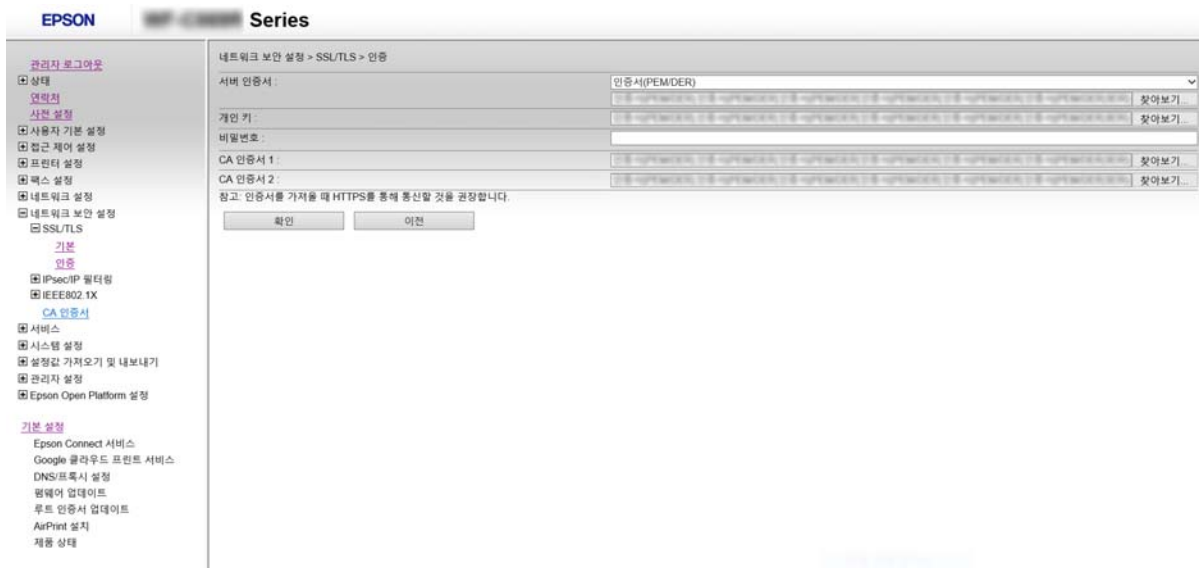 EPSON
Series
관리자 로그아웃
상태
연락처
사전 설정
사용자 기본 설정
접근 제어 설정
프린터 설정
팩스 설정
네트워크 설정
네트워크 보안 설정
SSL/TLS
기본
인증
IPsec/IP 필터링
IEEE802.1X
CA 인증서
서비스
시스템 설정
설정값 가져오기 및 내보내기
관리자 설정
Epson Open Platform 설정
기본 설정
Epson Connect 서비스
Google 클라우드 프린트 서비스
DNS/프록시 설정
펌웨어 업데이트
루트 인증서 업데이트
AirPrint 설치
제품 상태
네트워크 보안 설정 > SSL/TLS > 인증
서버 인증서 :
인증서(PEM/DER)
찾아보기...
개인 키 :
찾아보기...
비밀번호 :
CA 인증서 1 :
찾아보기...
CA 인증서 2 :
찾아보기...
참고: 인증서를 가져올 때 HTTPS를 통해 통신할 것을 권장합니다.
확인
이전